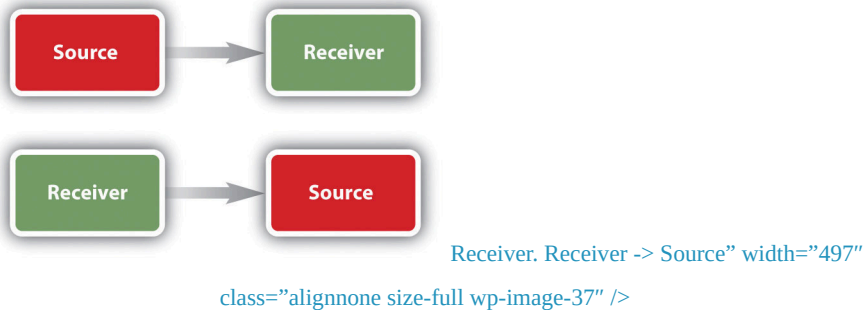 Source Receiver
Receiver Source
Receiver. Receiver -> Source” width=”497″
class=”alignnone size-full wp-image-37″ />